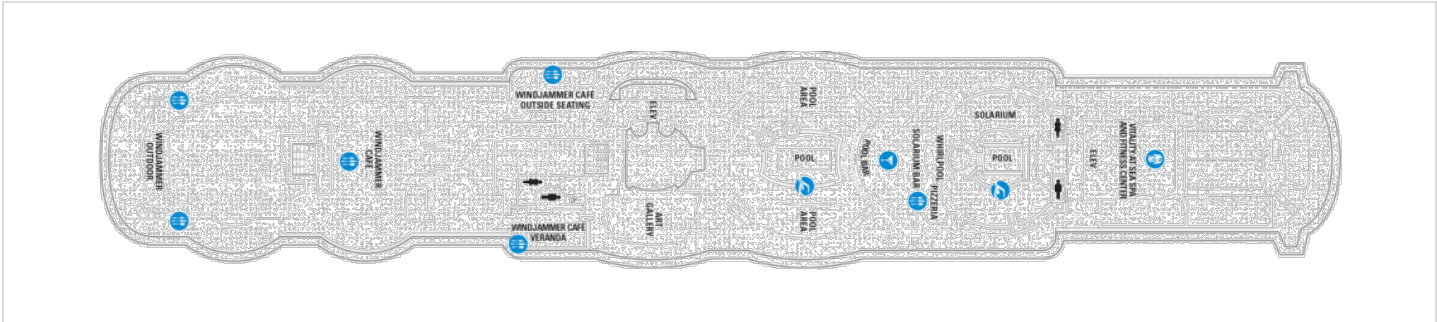 WINDJAMMER
OUTDOOR
WINDJAMMER
CAFE
WINDJAMMER CAFE
OUTSIDE SEATING
WINDJAMMER CAFE
VERANDA
ELEV
ART
GALLERY
POOL
AREA
POOL
POOL
AREA
POOL BAR
SOLARIUM BAR
WHIRLPOOL PIZZERIA
SOLARIUM
POOL
ELEV
VITALITY AT SEA SPA
AND FITNESS CENTER